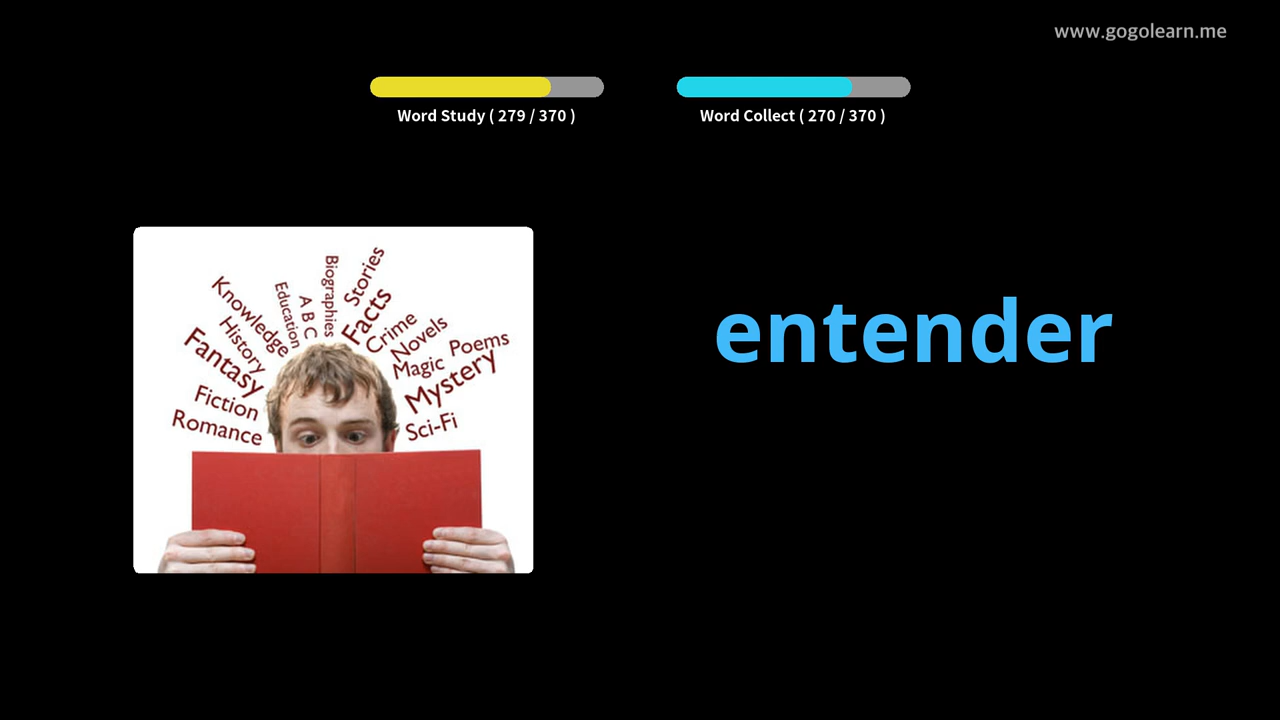 www.gogolearn.me
Word Study ( 279 / 370 )
Word Collect ( 270 / 370 )
Biographies
Stories
Education
A B C
Facts
Knowledge
Crime
History
Novels
Fantasy
Magic
Poems
Mystery
Fiction
Romance
Sci-Fi
entender